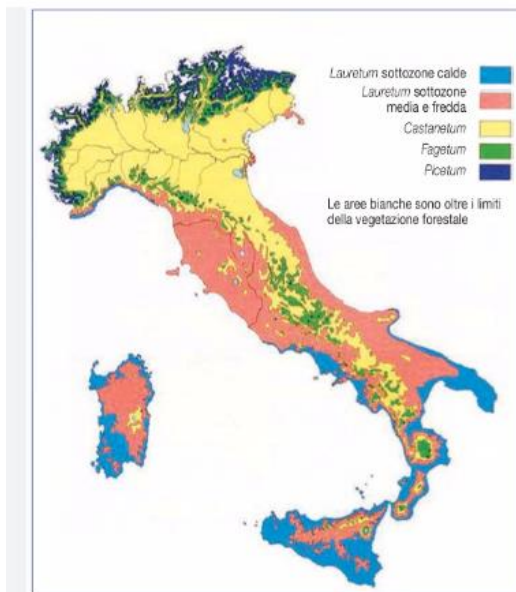 Lauretum sottozone calde
Lauretum sottozone
media e fredda
Castanetum
Fagetum
Picetum
Le aree bianche sono oltre i limiti
della vegetazione forestale